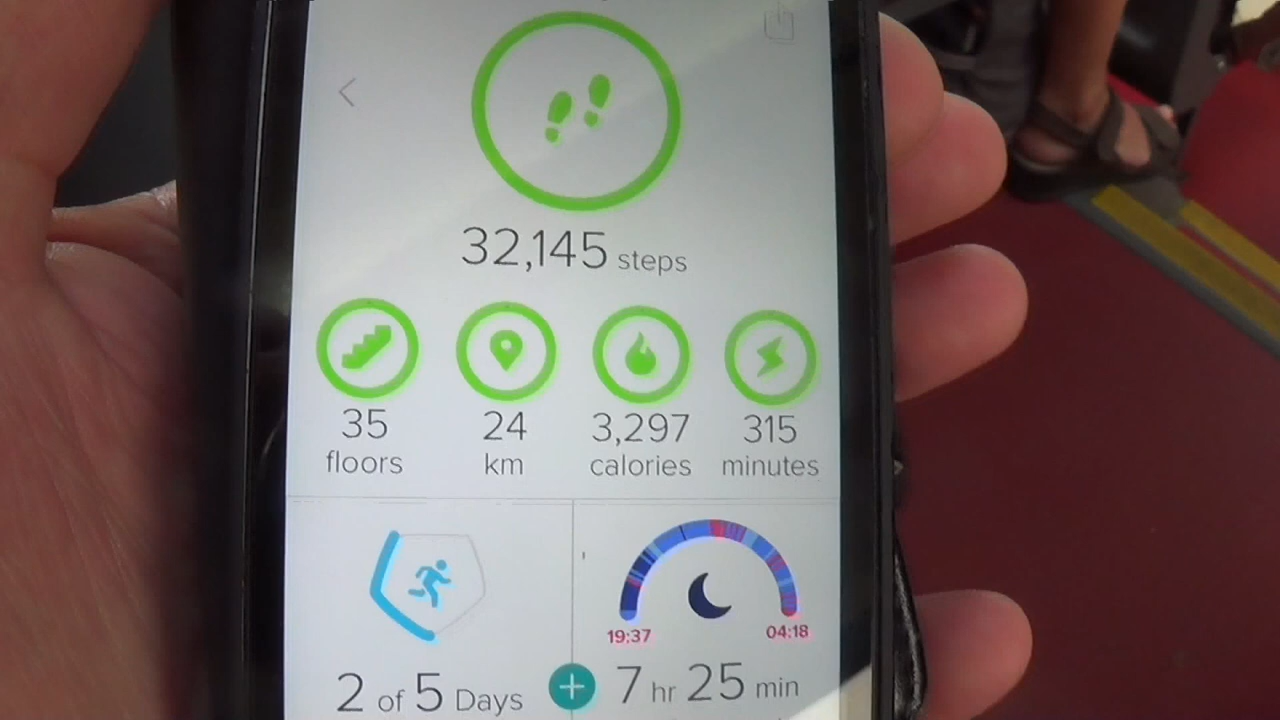 32,145 steps
35 24 3,297 315
floors km calories minutes
19:37 04:18
2 of 5 Days 7 hr 25 min